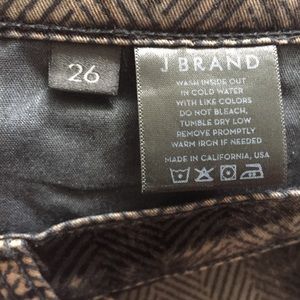 26
J BRAND
WASH INSIDE OUT
IN COLD WATER
WITH LIKE COLORS
DO NOT BLEACH,
TUMBLE DRY LOW
REMOVE PROMPTLY
WARM IRON IF NEEDED
MADE IN CALIFORNIA, USA